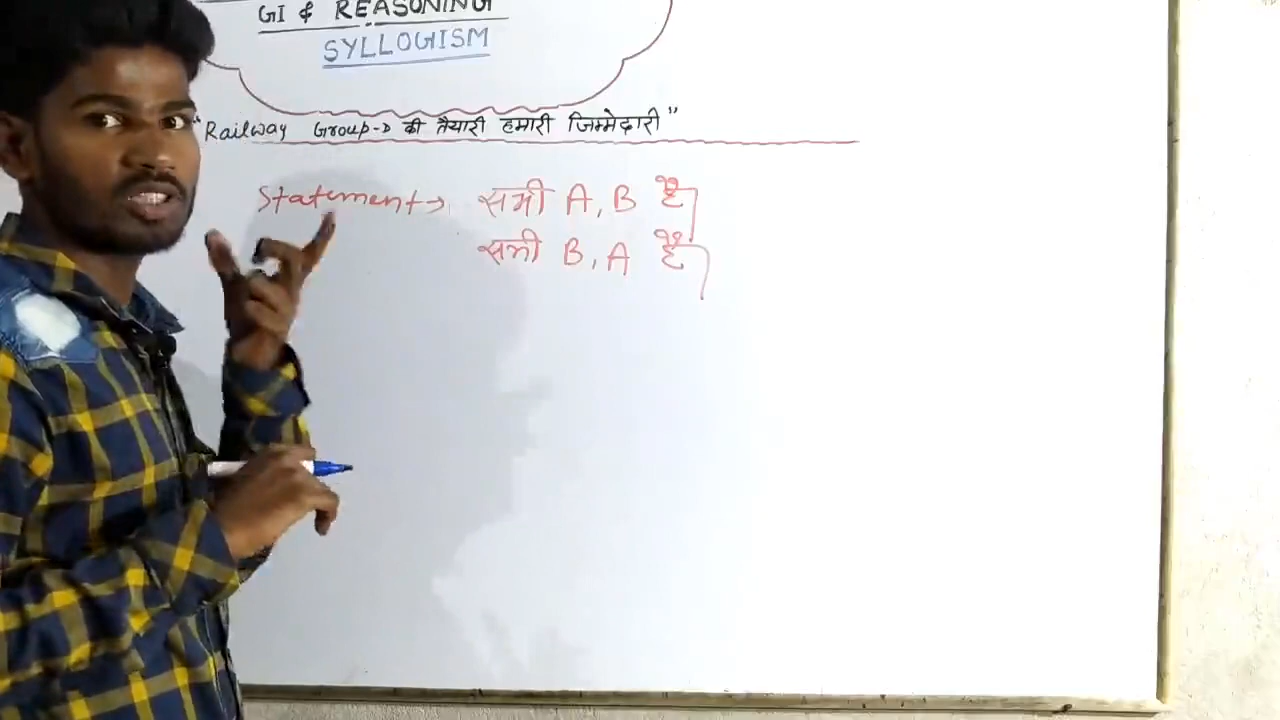 GI & REASONING
SYLLOGISM
"Railway Group-D की तैयारी हमारी जिम्मेदारी"
Statement → सभी A, B हैं
सभी B, A हैं